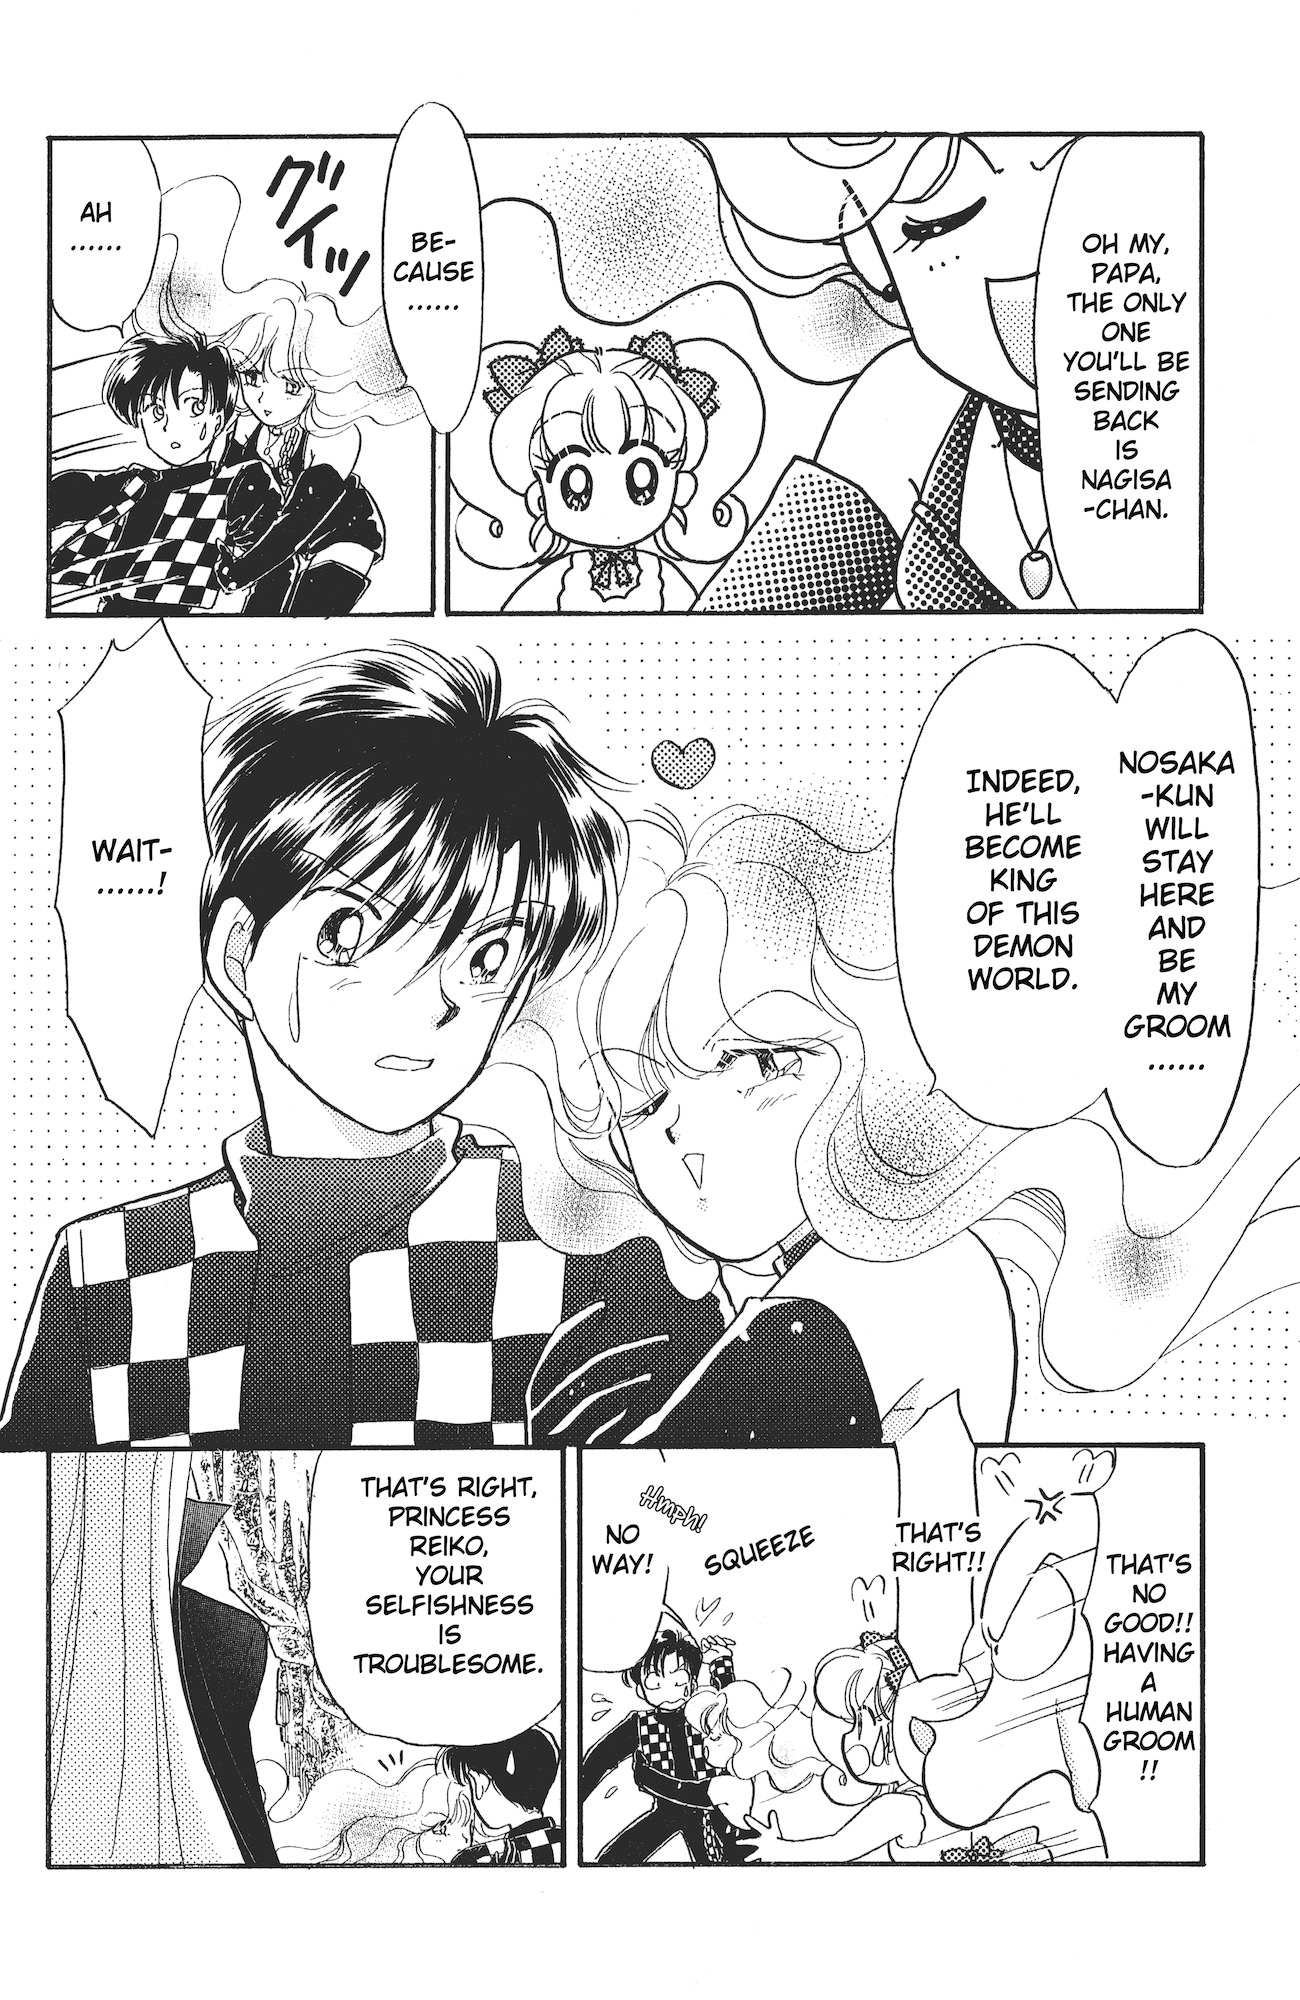 OH MY,
PAPA,
THE ONLY
ONE
YOU'LL BE
SENDING
BACK
IS
NAGISA
-CHAN.
BE-
CAUSE
......
グイッ
AH
......
NOSAKA
-KUN
WILL
STAY
HERE
AND
BE
MY
GROOM
......
INDEED,
HE'LL
BECOME
KING
OF THIS
DEMON
WORLD.
WAIT-
......!
THAT'S
NO
GOOD!!
HAVING
A
HUMAN
GROOM
!!
THAT'S
RIGHT!!
SQUEEZE
Hmph!
NO
WAY!
THAT'S RIGHT,
PRINCESS
REIKO,
YOUR
SELFISHNESS
IS
TROUBLESOME.